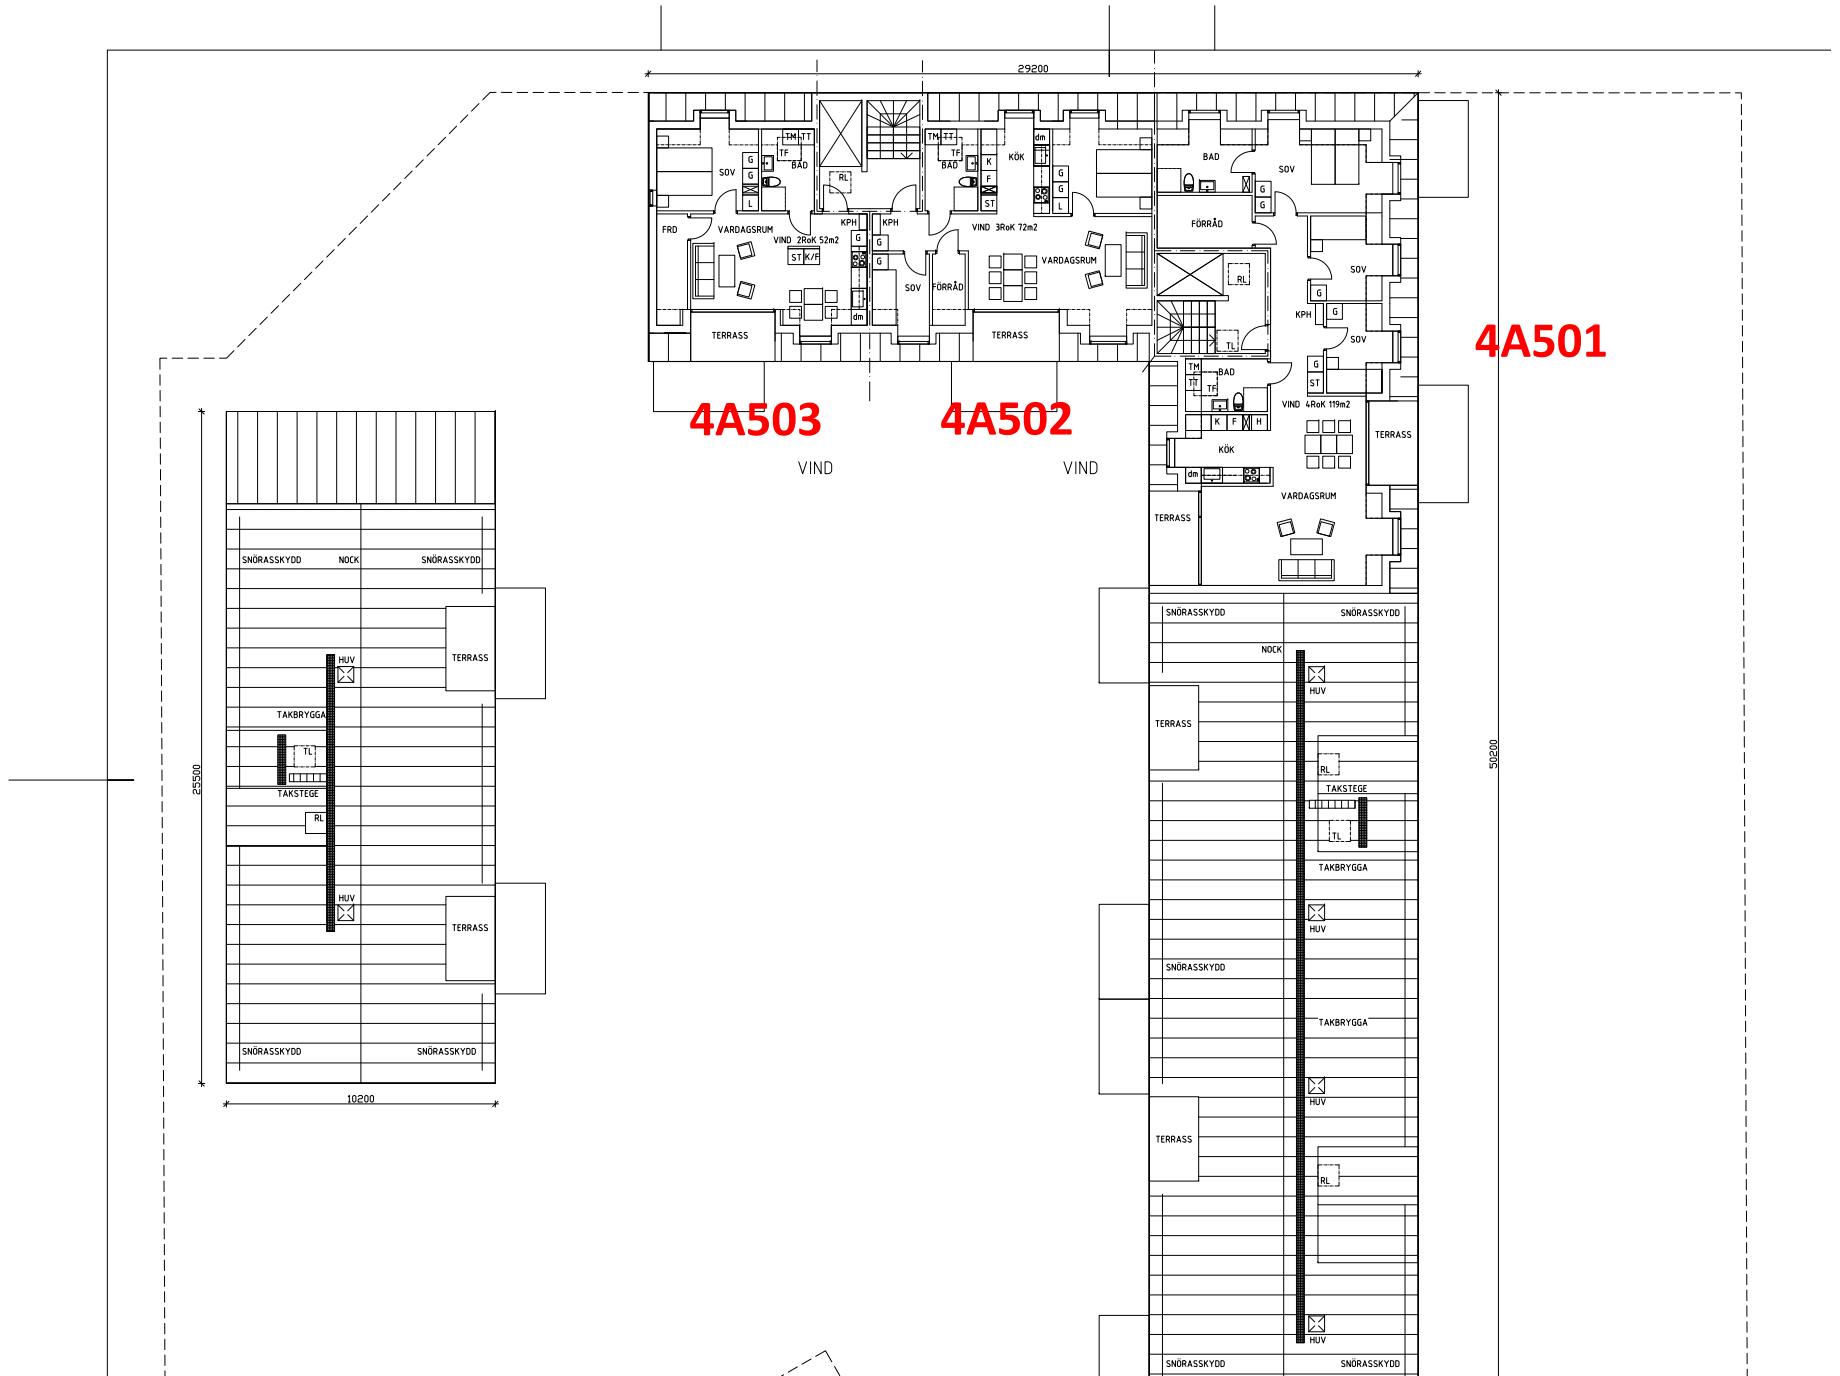 29200
TM TT
TF
BAD
SOV
G
G
L
RL
TM TT
TF
BAD
KÖK
K
F
ST
dm
G
G
L
BAD
SOV
G
G
FRD
VARDAGSRUM
VIND 2RoK 52m2
ST K/F
KPH
G
dm
KPH
G
G
SOV
FÖRRÅD
VIND 3RoK 72m2
VARDAGSRUM
FÖRRÅD
RL
TL
SOV
G
KPH
G
SOV
G
ST
TERRASS
TERRASS
4A501
TM
TT
BAD
TF
K F H
VIND 4RoK 119m2
TERRASS
KÖK
dm
VARDAGSRUM
TERRASS
4A503
4A502
VIND
VIND
SNÖRASSKYDD
NOCK
SNÖRASSKYDD
HUV
TERRASS
TAKBRYGGA
TL
TAKSTEGE
RL
HUV
TERRASS
SNÖRASSKYDD
SNÖRASSKYDD
25500
10200
SNÖRASSKYDD
SNÖRASSKYDD
NOCK
HUV
TERRASS
RL
TAKSTEGE
TL
TAKBRYGGA
HUV
SNÖRASSKYDD
TAKBRYGGA
HUV
TERRASS
RL
HUV
SNÖRASSKYDD
SNÖRASSKYDD
50200